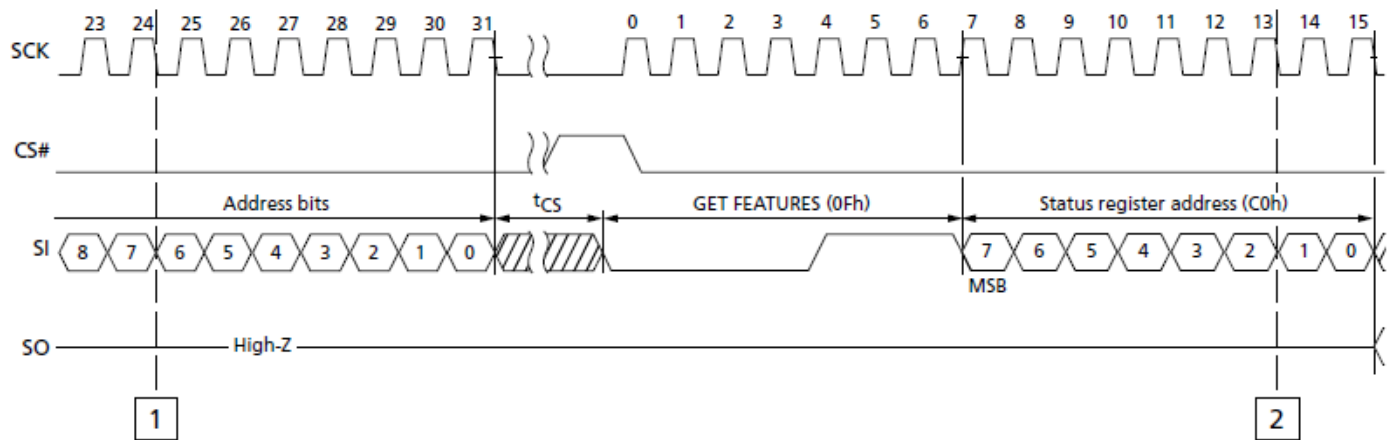 23 24 25 26 27 28 29 30 31 0 1 2 3 4 5 6 7 8 9 10 11 12 13 14 15
SCK
CS#
Address bits tCS GET FEATURES (0Fh) Status register address (C0h)
SI 8 7 6 5 4 3 2 1 0 7 6 5 4 3 2 1 0
MSB
SO High-Z
1 2